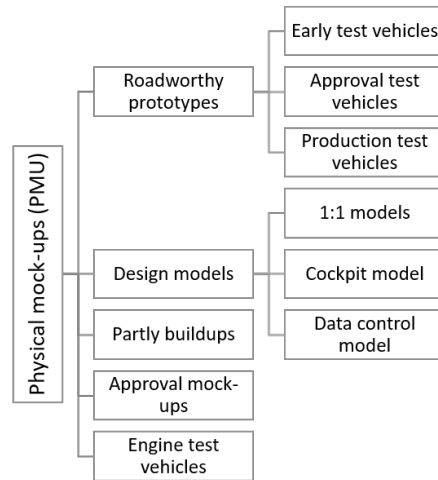 Physical mock-ups (PMU)
Roadworthy
prototypes
Early test vehicles
Approval test
vehicles
Production test
vehicles
Design models
1:1 models
Cockpit model
Data control
model
Partly buildups
Approval mock-
ups
Engine test
vehicles